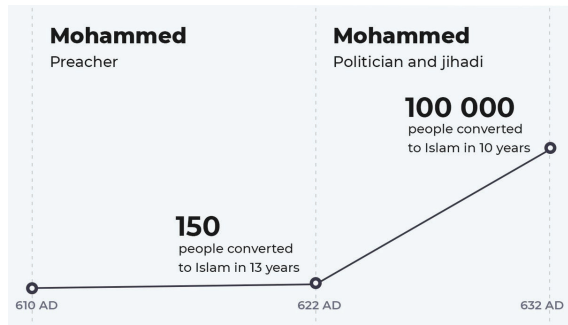 Mohammed
Preacher
Mohammed
Politician and jihadi
100 000
people converted
to Islam in 10 years
150
people converted
to Islam in 13 years
610 AD
622 AD
632 AD